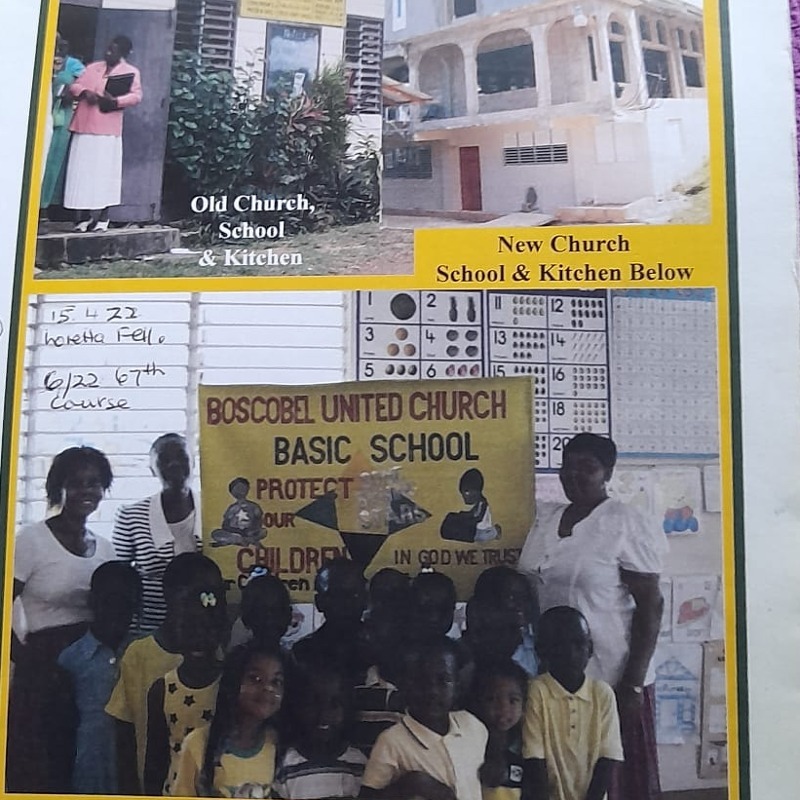 Old Church,
School
& Kitchen
New Church
School & Kitchen Below
15 4 22
Loretta Fell.
6/22 67th
Course
1
2
11
12
3
4
13
14
5
6
15
16
18
20
BOSCOBEL UNITED CHURCH
BASIC SCHOOL
PROTECT
OUR
CHILDREN
IN GOD WE TRUST